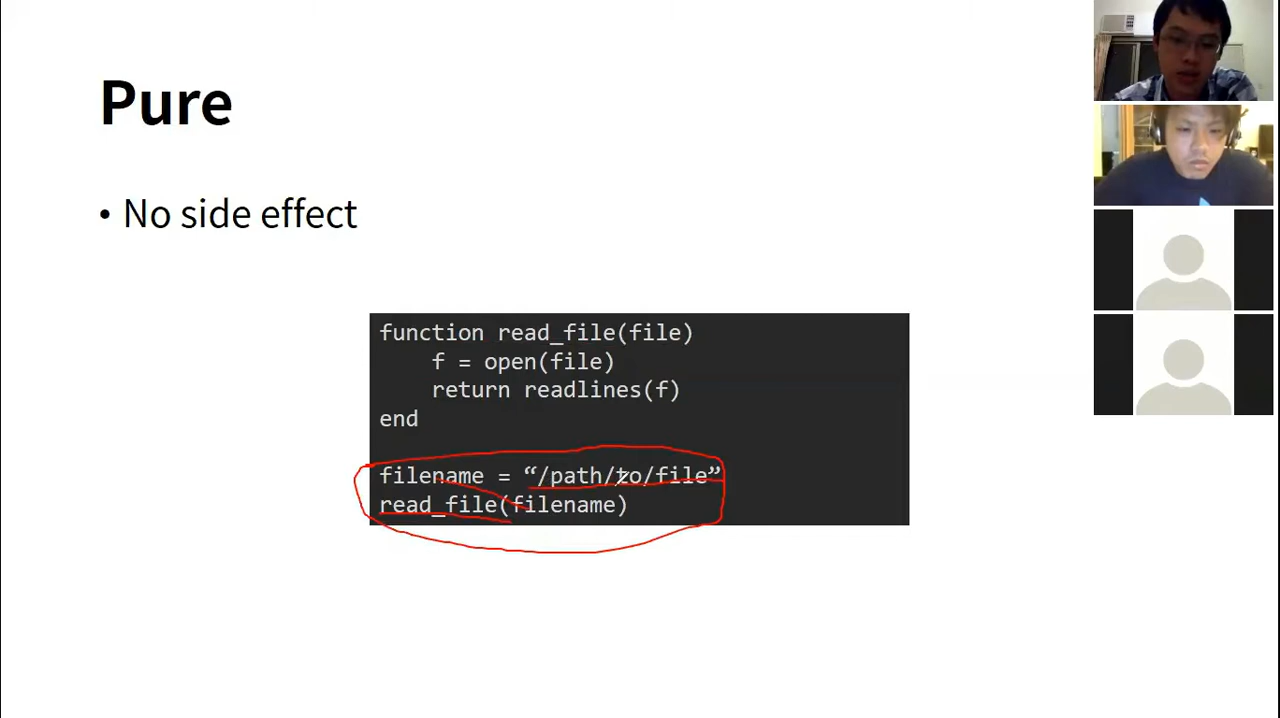 Pure
• No side effect
function read_file(file)
    f = open(file)
    return readlines(f)
end
filename = “/path/to/file”
read_file(filename)